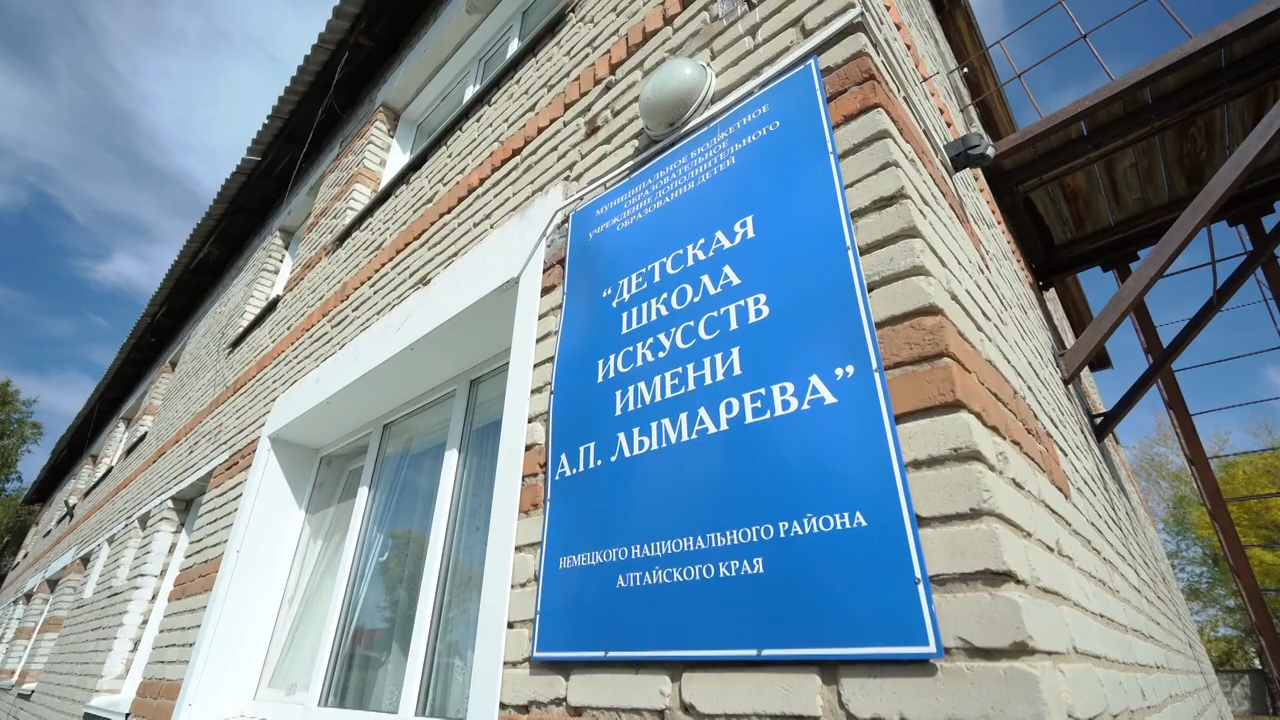 МУНИЦИПАЛЬНОЕ БЮДЖЕТНОЕ
ОБРАЗОВАТЕЛЬНОЕ
УЧРЕЖДЕНИЕ ДОПОЛНИТЕЛЬНОГО
ОБРАЗОВАНИЯ ДЕТЕЙ
“ДЕТСКАЯ
ШКОЛА
ИСКУССТВ
ИМЕНИ
А.П. ЛЫМАРЕВА”
НЕМЕЦКОГО НАЦИОНАЛЬНОГО РАЙОНА
АЛТАЙСКОГО КРАЯ